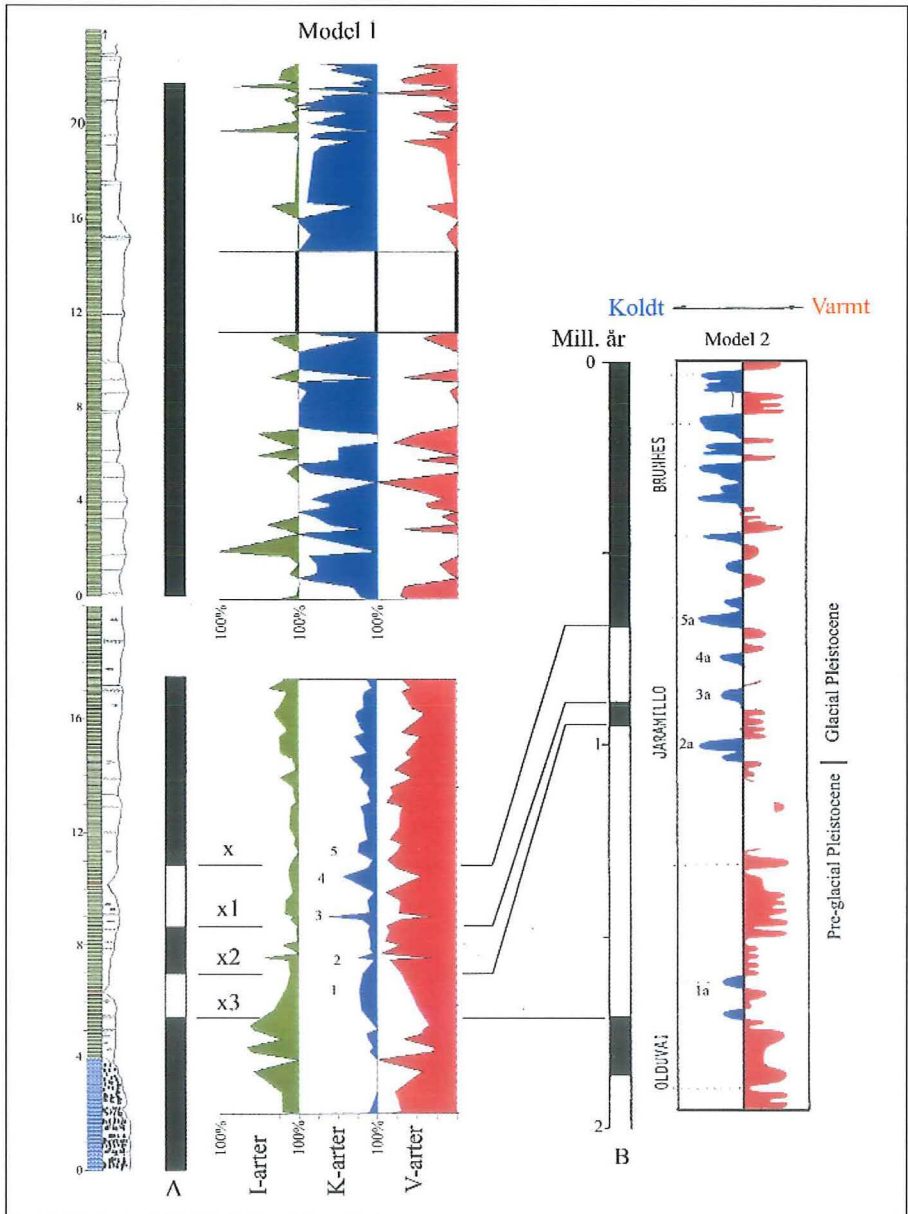 Model 1
20
16
12
8
4
0
100%
100%
100%
16
12
8
4
0
x
x1
x2
x3
5
4
3
2
1
100%
100%
100%
A
I-arter
K-arter
V-arter
Koldt
Varmt
Mill. år
Model 2
0
1
2
B
BRUNHES
JARAMILLO
OLDUVAI
5a
4a
3a
2a
1a
Glacial Pleistocene
Pre-glacial Pleistocene